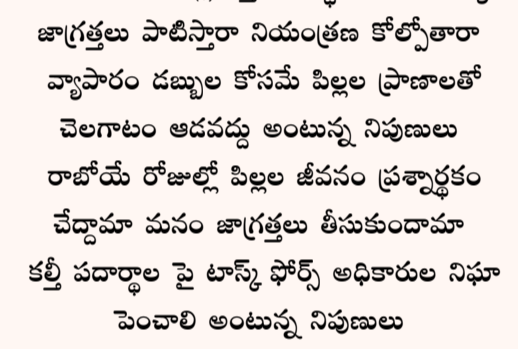 జాగ్రత్తలు పాటిస్తారా నియంత్రణ కోల్పోతారా
వ్యాపారం డబ్బుల కోసమే పిల్లల ప్రాణాలతో
చెలగాటం ఆడవద్దు అంటున్న నిపుణులు
రాబోయే రోజుల్లో పిల్లల జీవనం ప్రశ్నార్థకం
చేద్దామా మనం జాగ్రత్తలు తీసుకుందామా
కల్తీ పదార్థాల పై టాస్క్ ఫోర్స్ అధికారుల నిఘా
పెంచాలి అంటున్న నిపుణులు